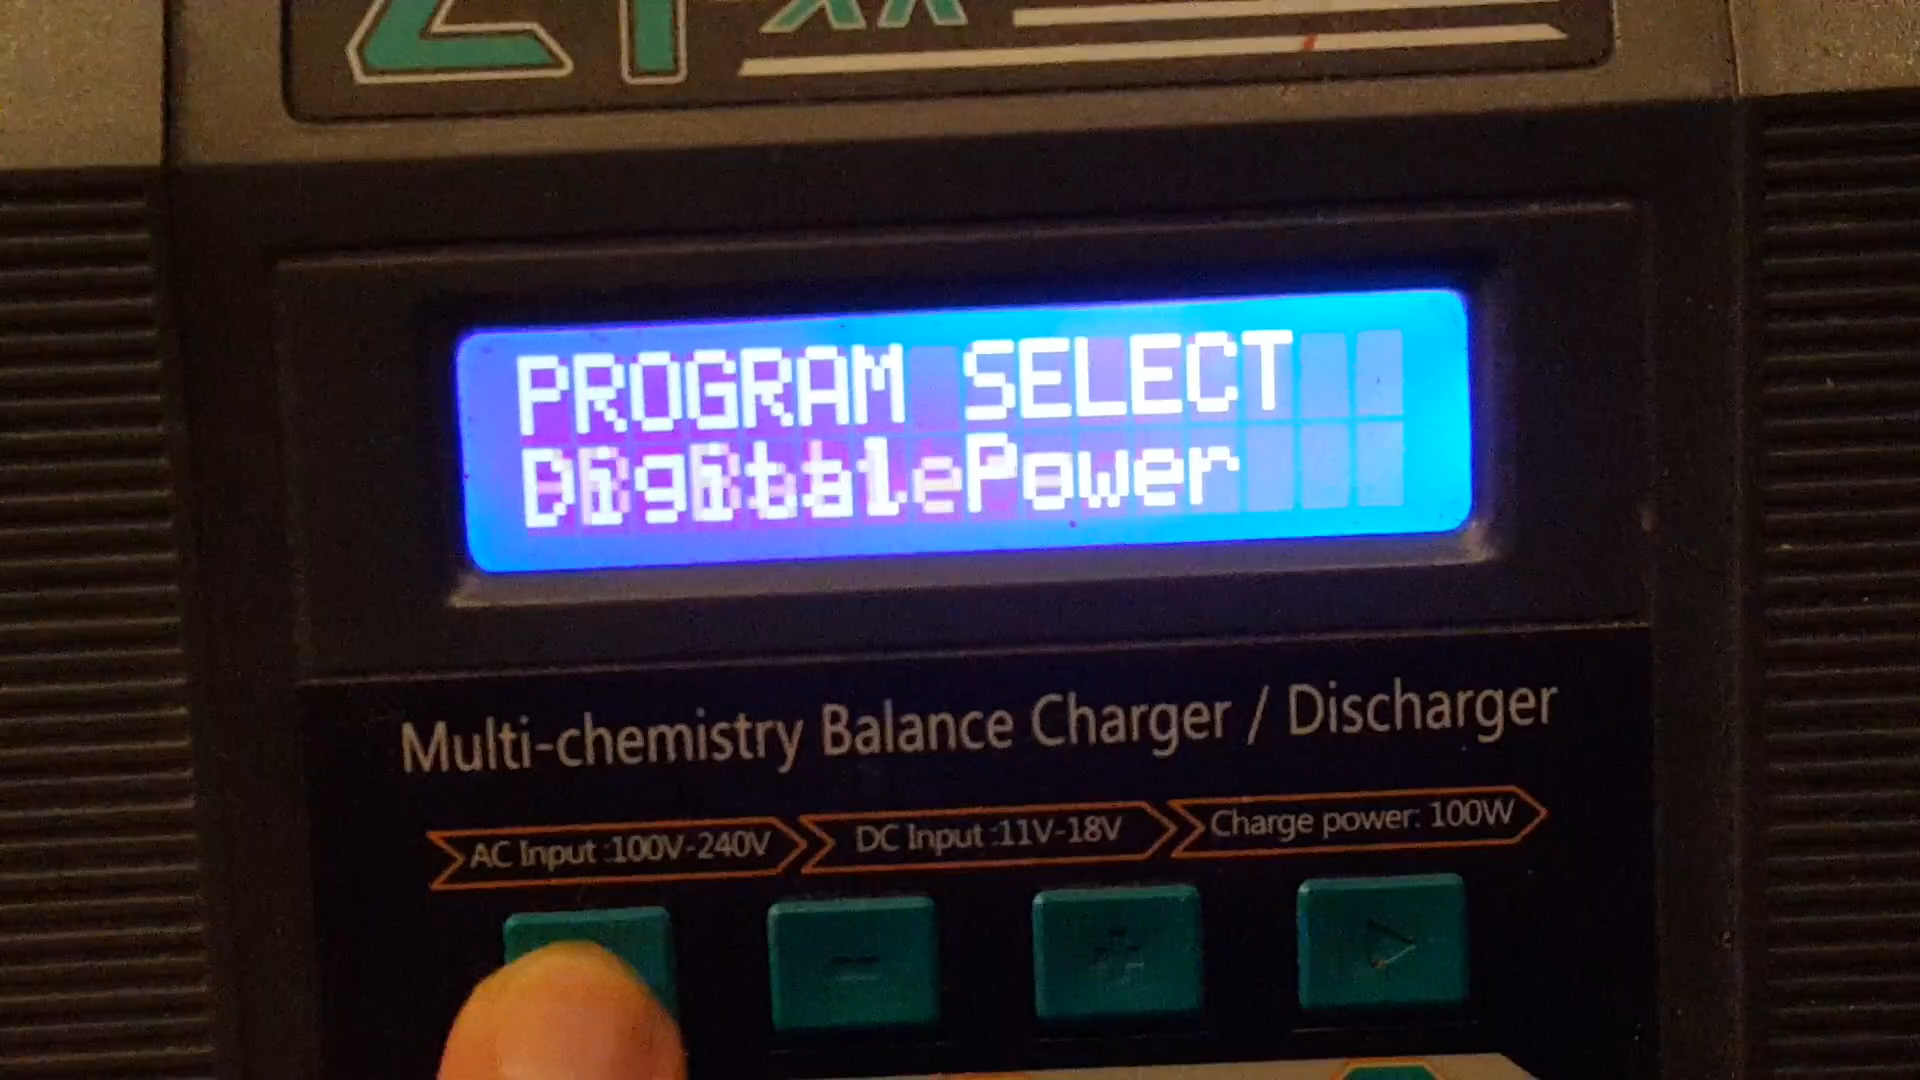 PROGRAM SELECT
Digital Power
Multi-chemistry Balance Charger / Discharger
AC Input :100V-240V
DC Input :11V-18V
Charge power: 100W